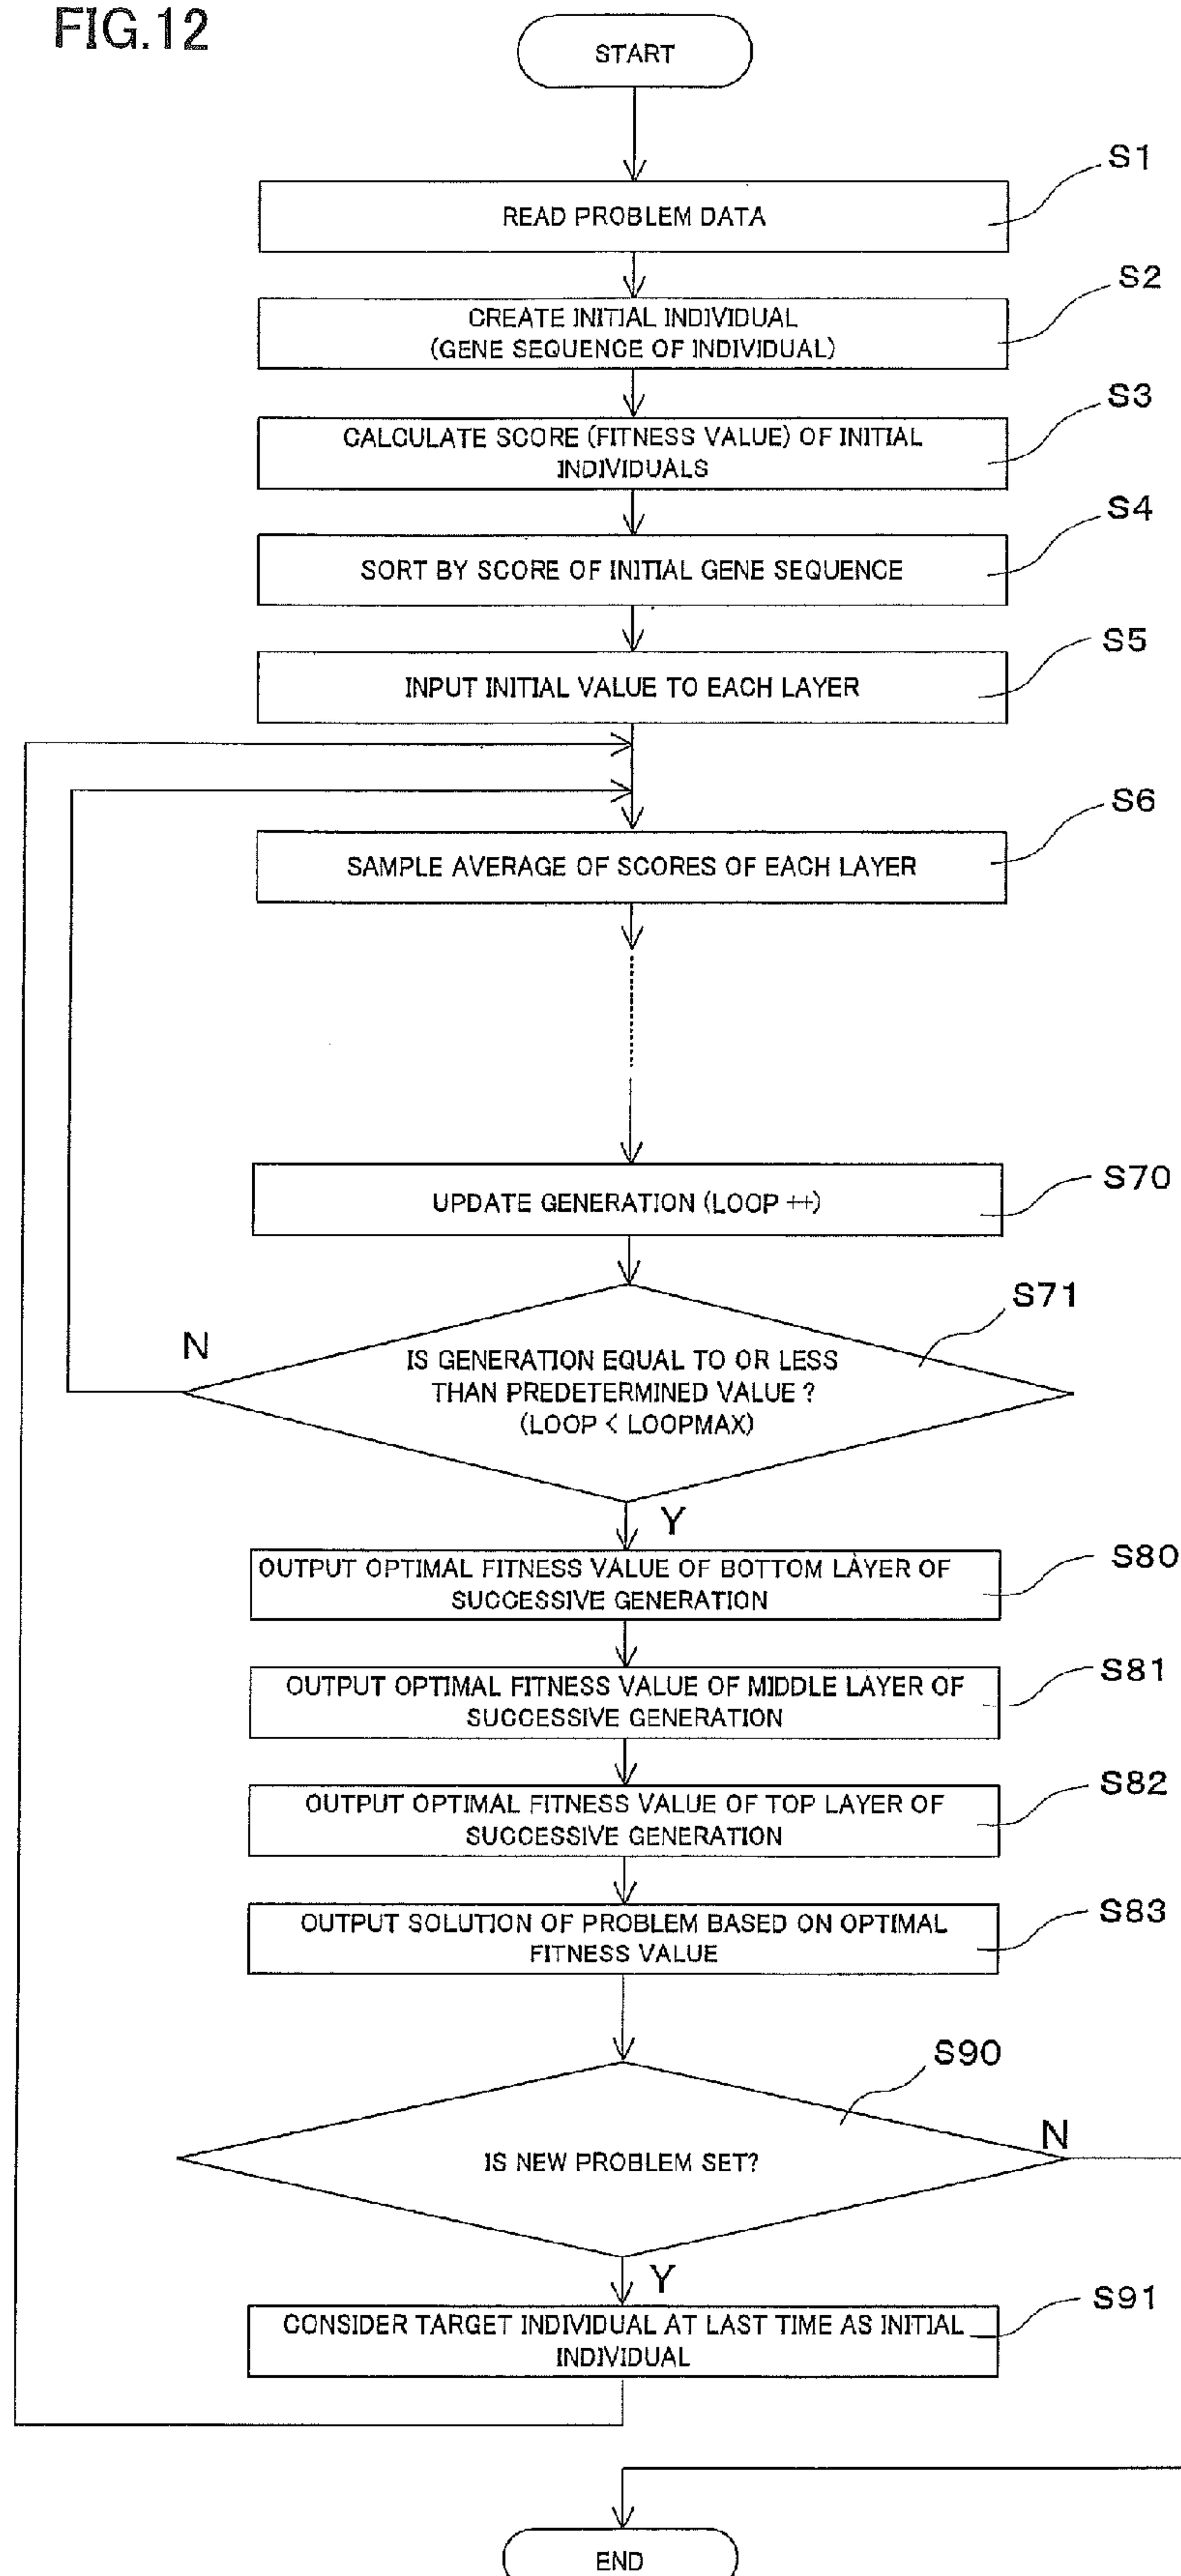 FIG.12
START
S1
READ PROBLEM DATA
S2
CREATE INITIAL INDIVIDUAL
(GENE SEQUENCE OF INDIVIDUAL)
S3
CALCULATE SCORE (FITNESS VALUE) OF INITIAL
INDIVIDUALS
S4
SORT BY SCORE OF INITIAL GENE SEQUENCE
S5
INPUT INITIAL VALUE TO EACH LAYER
S6
SAMPLE AVERAGE OF SCORES OF EACH LAYER
S70
UPDATE GENERATION (LOOP ++)
S71
N
IS GENERATION EQUAL TO OR LESS
THAN PREDETERMINED VALUE ?
(LOOP < LOOPMAX)
Y
S80
OUTPUT OPTIMAL FITNESS VALUE OF BOTTOM LAYER OF
SUCCESSIVE GENERATION
S81
OUTPUT OPTIMAL FITNESS VALUE OF MIDDLE LAYER OF
SUCCESSIVE GENERATION
S82
OUTPUT OPTIMAL FITNESS VALUE OF TOP LAYER OF
SUCCESSIVE GENERATION
S83
OUTPUT SOLUTION OF PROBLEM BASED ON OPTIMAL
FITNESS VALUE
S90
N
IS NEW PROBLEM SET?
Y
S91
CONSIDER TARGET INDIVIDUAL AT LAST TIME AS INITIAL
INDIVIDUAL
END